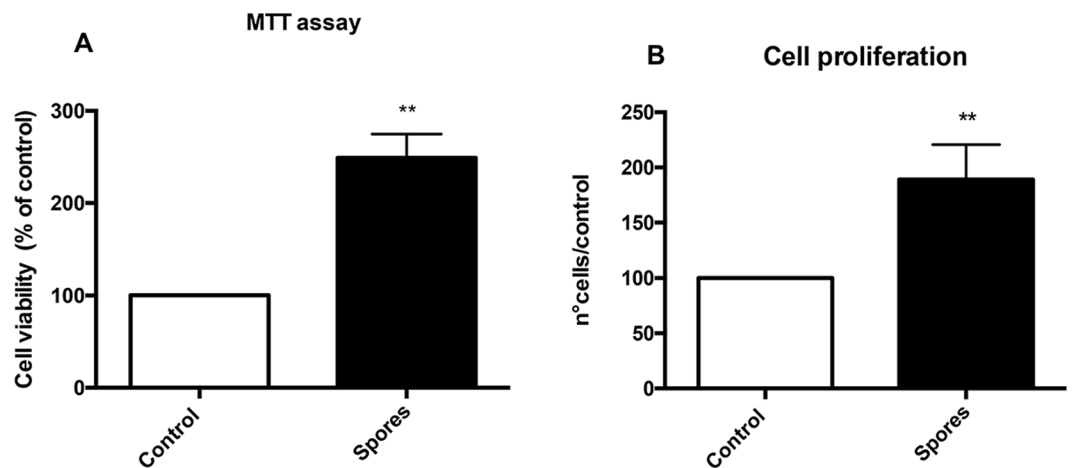 A
MTT assay
Cell viability (% of control)
300
200
100
0
**
Control
Spores
B
Cell proliferation
n°cells/control
250
200
150
100
50
0
**
Control
Spores